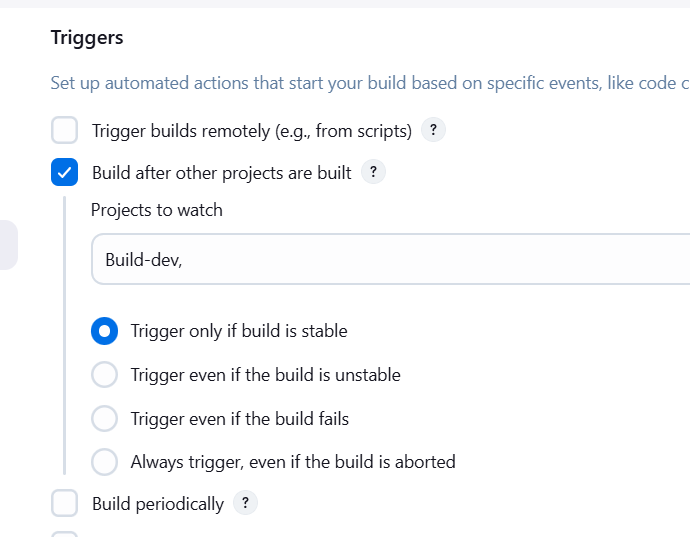 Triggers
Set up automated actions that start your build based on specific events, like code
Trigger builds remotely (e.g., from scripts) ?
Build after other projects are built ?
Projects to watch
Build-dev,
Trigger only if build is stable
Trigger even if the build is unstable
Trigger even if the build fails
Always trigger, even if the build is aborted
Build periodically ?